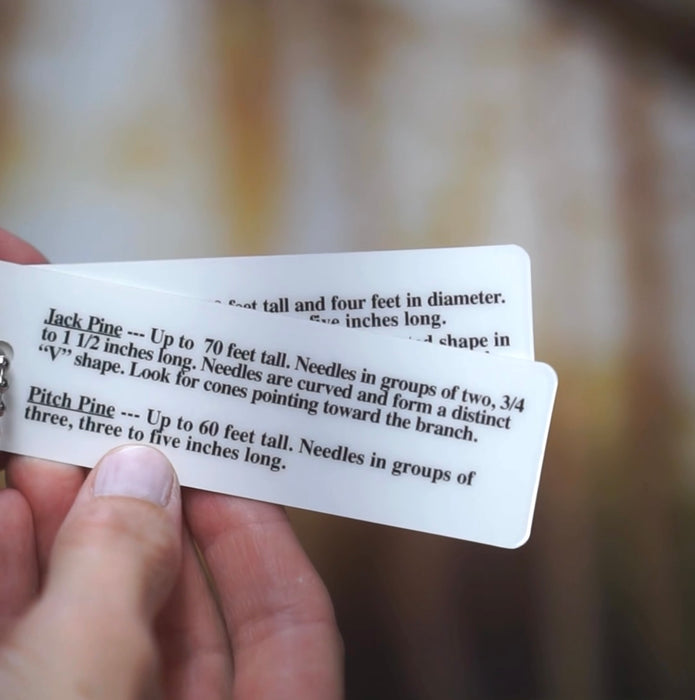 tall and four feet in diameter.
five inches long.
shape in
Jack Pine --- Up to 70 feet tall. Needles in groups of two, 3/4
to 1 1/2 inches long. Needles are curved and form a distinct
“V” shape. Look for cones pointing toward the branch.
Pitch Pine --- Up to 60 feet tall. Needles in groups of
three, three to five inches long.